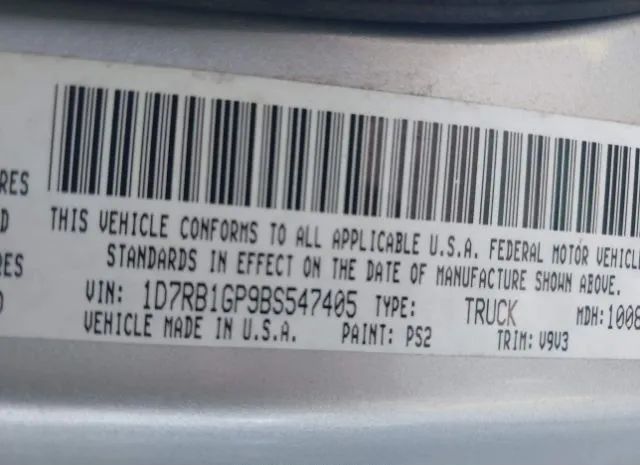 RES
D
RES
THIS VEHICLE CONFORMS TO ALL APPLICABLE U.S.A. FEDERAL MOTOR VEHICLE
STANDARDS IN EFFECT ON THE DATE OF MANUFACTURE SHOWN ABOVE.
VIN: 1D7RB1GP9BS547405 TYPE: TRUCK MDH: 1008
VEHICLE MADE IN U.S.A. PAINT: PS2 TRIM: V9V3